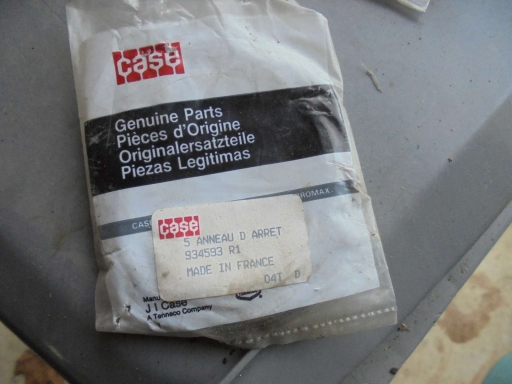 case
Genuine Parts
Pièces d'Origine
Originalersatzteile
Piezas Legitimas
case
5 ANNEAU D ARRET
934593 R1
MADE IN FRANCE
04T D
J I Case
A Tenneco Company